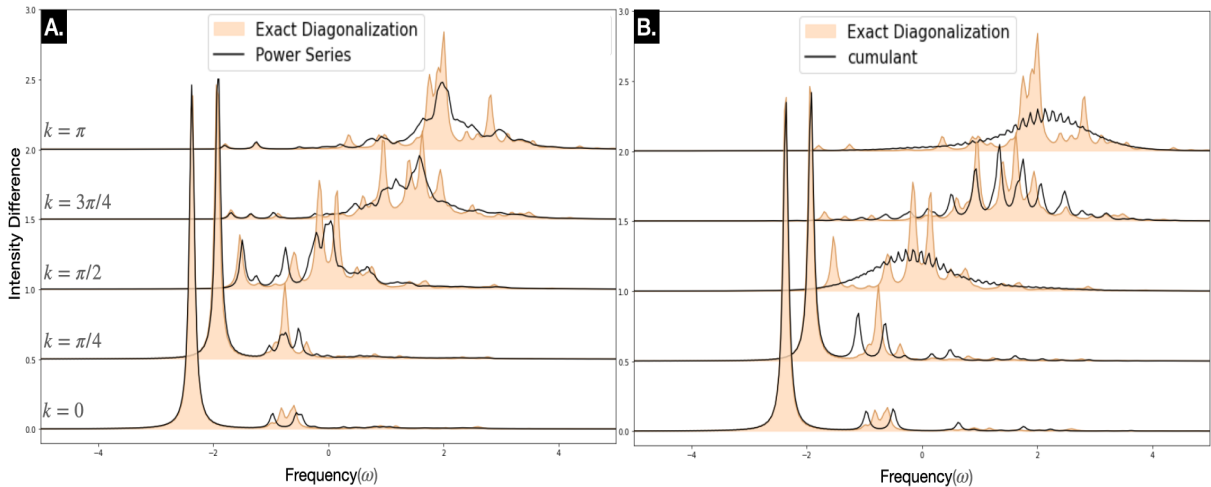 A.
Exact Diagonalization
Power Series
Intensity Difference
3.0
2.5
2.0
1.5
1.0
0.5
0.0
k = π
k = 3π/4
k = π/2
k = π/4
k = 0
−4
−2
0
2
4
Frequency(ω)
B.
Exact Diagonalization
cumulant
3.0
2.5
2.0
1.5
1.0
0.5
0.0
−4
−2
0
2
4
Frequency(ω)